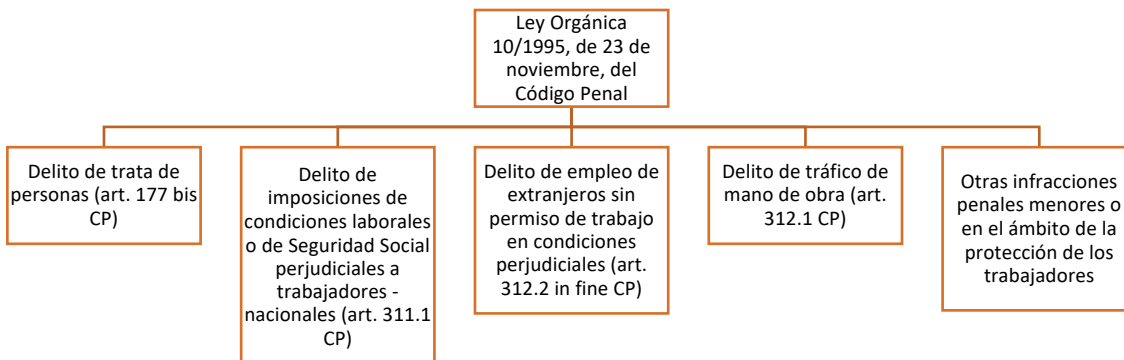 Ley Orgánica
10/1995, de 23 de
noviembre, del
Código Penal
Delito de trata de
personas (art. 177 bis
CP)
Delito de
imposiciones de
condiciones laborales
o de Seguridad Social
perjudiciales a
trabajadores -
nacionales (art. 311.1
CP)
Delito de empleo de
extranjeros sin
permiso de trabajo
en condiciones
perjudiciales (art.
312.2 in fine CP)
Delito de tráfico de
mano de obra (art.
312.1 CP)
Otras infracciones
penales menores o
en el ámbito de la
protección de los
trabajadores